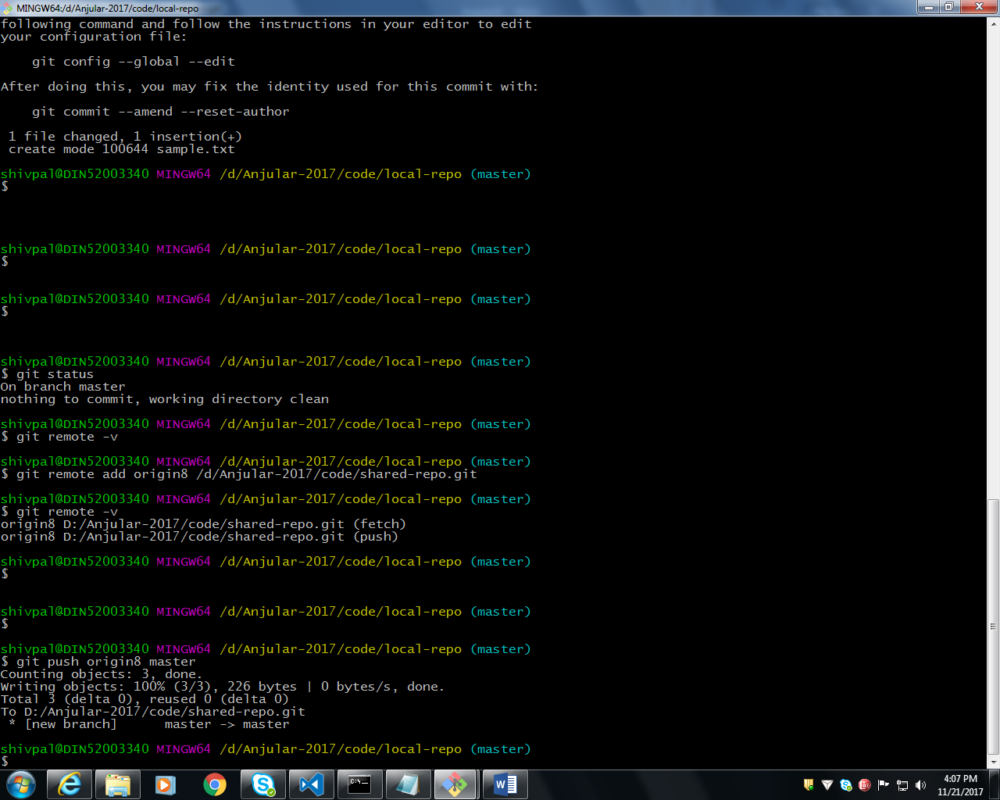 MINGW64:/d/Anjular-2017/code/local-repo
following command and follow the instructions in your editor to edit
your configuration file:
git config --global --edit
After doing this, you may fix the identity used for this commit with:
git commit --amend --reset-author
1 file changed, 1 insertion(+)
create mode 100644 sample.txt
shivpal@DIN52003340 MINGW64 /d/Anjular-2017/code/local-repo (master)
$
shivpal@DIN52003340 MINGW64 /d/Anjular-2017/code/local-repo (master)
$
shivpal@DIN52003340 MINGW64 /d/Anjular-2017/code/local-repo (master)
$
shivpal@DIN52003340 MINGW64 /d/Anjular-2017/code/local-repo (master)
$ git status
On branch master
nothing to commit, working directory clean
shivpal@DIN52003340 MINGW64 /d/Anjular-2017/code/local-repo (master)
$ git remote -v
shivpal@DIN52003340 MINGW64 /d/Anjular-2017/code/local-repo (master)
$ git remote add origin8 /d/Anjular-2017/code/shared-repo.git
shivpal@DIN52003340 MINGW64 /d/Anjular-2017/code/local-repo (master)
$ git remote -v
origin8 D:/Anjular-2017/code/shared-repo.git (fetch)
origin8 D:/Anjular-2017/code/shared-repo.git (push)
shivpal@DIN52003340 MINGW64 /d/Anjular-2017/code/local-repo (master)
$
shivpal@DIN52003340 MINGW64 /d/Anjular-2017/code/local-repo (master)
$
shivpal@DIN52003340 MINGW64 /d/Anjular-2017/code/local-repo (master)
$ git push origin8 master
Counting objects: 3, done.
Writing objects: 100% (3/3), 226 bytes | 0 bytes/s, done.
Total 3 (delta 0), reused 0 (delta 0)
To D:/Anjular-2017/code/shared-repo.git
* [new branch]      master -> master
shivpal@DIN52003340 MINGW64 /d/Anjular-2017/code/local-repo (master)
$
4:07 PM
11/21/2017